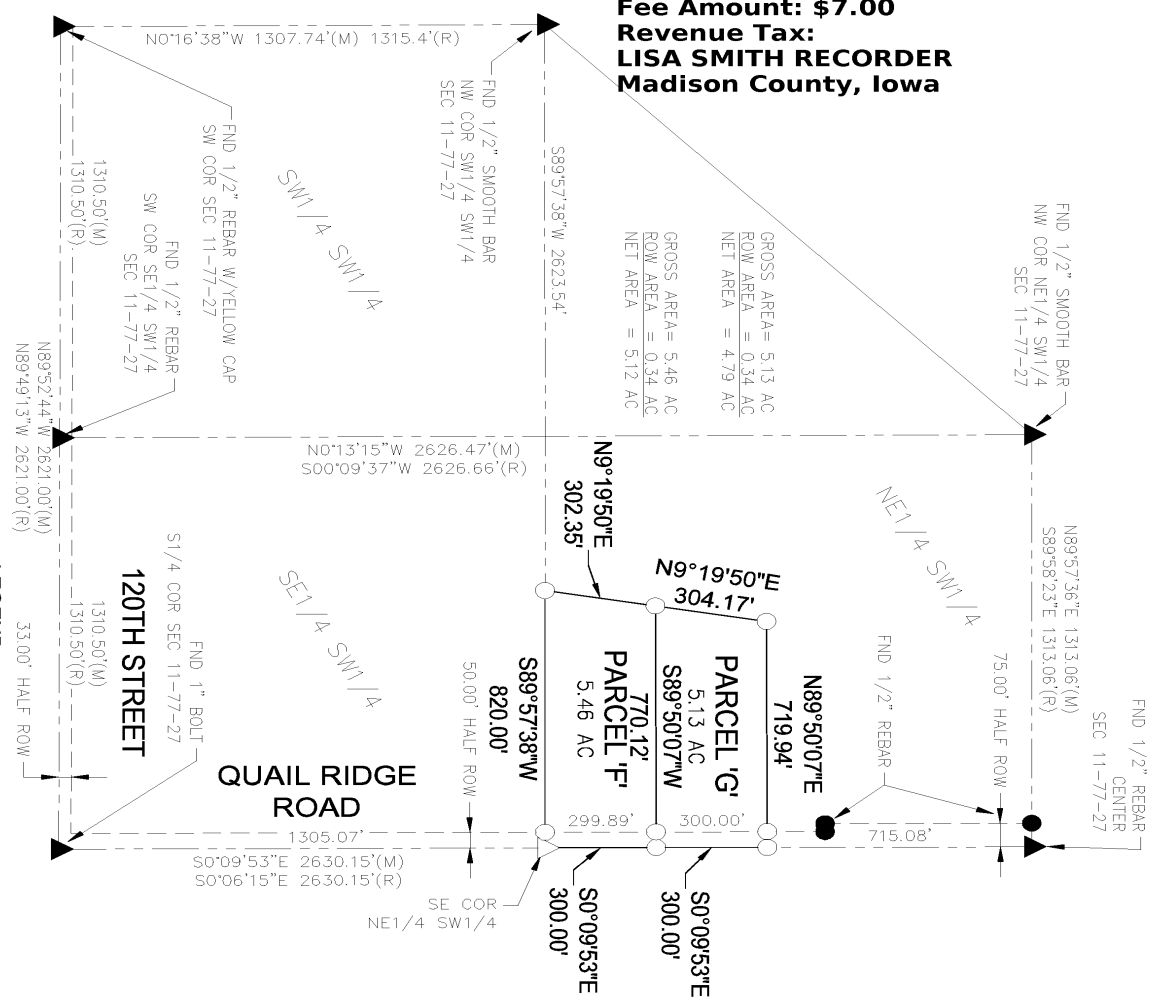 Fee Amount: $7.00
Revenue Tax:
LISA SMITH RECORDER
Madison County, Iowa
N0°16'38"W 1307.74'(M) 1315.4'(R)
FND 1/2" SMOOTH BAR
NW COR SW1/4 SW1/4
SEC 11-77-27
FND 1/2" REBAR W/YELLOW CAP
SW COR SEC 11-77-27
1310.50'(M)
1310.50'(R)
SW1/4 SW1/4
S89°57'38"W 2623.54'
FND 1/2" REBAR
SW COR SE1/4 SW1/4
SEC 11-77-27
GROSS AREA= 5.13 AC
ROW AREA = 0.34 AC
NET AREA = 4.79 AC
GROSS AREA= 5.46 AC
ROW AREA = 0.34 AC
NET AREA = 5.12 AC
FND 1/2" SMOOTH BAR
NW COR NE1/4 SW1/4
SEC 11-77-27
N89°52'44"W 2621.00'(M)
N89°49'13"W 2621.00'(R)
N0°13'15"W 2626.47'(M)
S00°09'37"W 2626.66'(R)
N9°19'50"E
302.35'
N9°19'50"E
304.17'
NE1/4 SW1/4
N89°57'36"E 1313.06'(M)
S89°58'23"E 1313.06'(R)
S1/4 COR SEC 11-77-27
FND 1" BOLT
120TH STREET
1310.50'(M)
1310.50'(R)
33.00' HALF ROW
SE1/4 SW1/4
50.00' HALF ROW
S89°57'38"W
820.00'
PARCEL 'F'
5.46 AC
770.12'
S89°50'07"W
PARCEL 'G'
5.13 AC
N89°50'07"E
719.94'
FND 1/2" REBAR
75.00' HALF ROW
FND 1/2" REBAR
CENTER
SEC 11-77-27
QUAIL RIDGE
ROAD
1305.07'
299.89'
300.00'
715.08'
S0°09'53"E 2630.15'(M)
S0°06'15"E 2630.15'(R)
SE COR
NE1/4 SW1/4
S0°09'53"E
300.00'
S0°09'53"E
300.00'